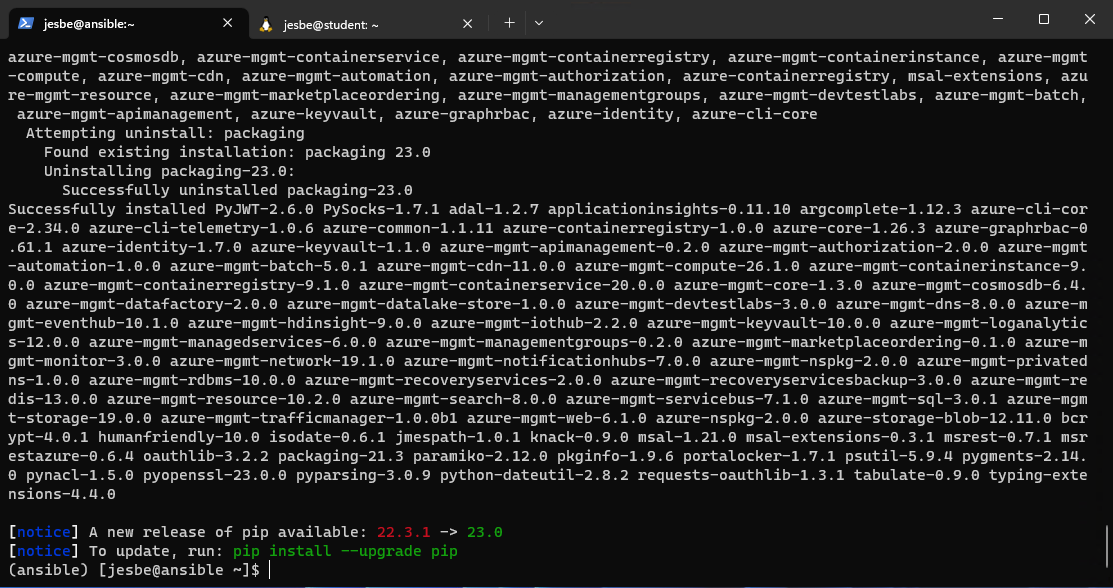 jesbe@ansible:~
jesbe@student: ~
azure-mgmt-cosmosdb, azure-mgmt-containerservice, azure-mgmt-containerregistry, azure-mgmt-containerinstance, azure-mgmt
-compute, azure-mgmt-cdn, azure-mgmt-automation, azure-mgmt-authorization, azure-containerregistry, msal-extensions, azu
re-mgmt-resource, azure-mgmt-marketplaceordering, azure-mgmt-managementgroups, azure-mgmt-devtestlabs, azure-mgmt-batch,
azure-mgmt-apimanagement, azure-keyvault, azure-graphrbac, azure-identity, azure-cli-core
Attempting uninstall: packaging
Found existing installation: packaging 23.0
Uninstalling packaging-23.0:
Successfully uninstalled packaging-23.0
Successfully installed PyJWT-2.6.0 PySocks-1.7.1 adal-1.2.7 applicationinsights-0.11.10 argcomplete-1.12.3 azure-cli-cor
e-2.34.0 azure-cli-telemetry-1.0.6 azure-common-1.1.11 azure-containerregistry-1.0.0 azure-core-1.26.3 azure-graphrbac-0
.61.1 azure-identity-1.7.0 azure-keyvault-1.1.0 azure-mgmt-apimanagement-0.2.0 azure-mgmt-authorization-2.0.0 azure-mgmt
-automation-1.0.0 azure-mgmt-batch-5.0.1 azure-mgmt-cdn-11.0.0 azure-mgmt-compute-26.1.0 azure-mgmt-containerinstance-9.
0.0 azure-mgmt-containerregistry-9.1.0 azure-mgmt-containerservice-20.0.0 azure-mgmt-core-1.3.0 azure-mgmt-cosmosdb-6.4.
0 azure-mgmt-datafactory-2.0.0 azure-mgmt-datalake-store-1.0.0 azure-mgmt-devtestlabs-3.0.0 azure-mgmt-dns-8.0.0 azure-m
gmt-eventhub-10.1.0 azure-mgmt-hdinsight-9.0.0 azure-mgmt-iothub-2.2.0 azure-mgmt-keyvault-10.0.0 azure-mgmt-loganalytic
s-12.0.0 azure-mgmt-managedservices-6.0.0 azure-mgmt-managementgroups-0.2.0 azure-mgmt-marketplaceordering-0.1.0 azure-m
gmt-monitor-3.0.0 azure-mgmt-network-19.1.0 azure-mgmt-notificationhubs-7.0.0 azure-mgmt-nspkg-2.0.0 azure-mgmt-privated
ns-1.0.0 azure-mgmt-rdbms-10.0.0 azure-mgmt-recoveryservices-2.0.0 azure-mgmt-recoveryservicesbackup-3.0.0 azure-mgmt-re
dis-13.0.0 azure-mgmt-resource-10.2.0 azure-mgmt-search-8.0.0 azure-mgmt-servicebus-7.1.0 azure-mgmt-sql-3.0.1 azure-mgm
t-storage-19.0.0 azure-mgmt-trafficmanager-1.0.0b1 azure-mgmt-web-6.1.0 azure-nspkg-2.0.0 azure-storage-blob-12.11.0 bcr
ypt-4.0.1 humanfriendly-10.0 isodate-0.6.1 jmespath-1.0.1 knack-0.9.0 msal-1.21.0 msal-extensions-0.3.1 msrest-0.7.1 msr
estazure-0.6.4 oauthlib-3.2.2 packaging-21.3 paramiko-2.12.0 pkginfo-1.9.6 portalocker-1.7.1 psutil-5.9.4 pygments-2.14.
0 pynacl-1.5.0 pyopenssl-23.0.0 pyparsing-3.0.9 python-dateutil-2.8.2 requests-oauthlib-1.3.1 tabulate-0.9.0 typing-exte
nsions-4.4.0
[notice] A new release of pip available: 22.3.1 -> 23.0
[notice] To update, run: pip install --upgrade pip
(ansible) [jesbe@ansible ~]$